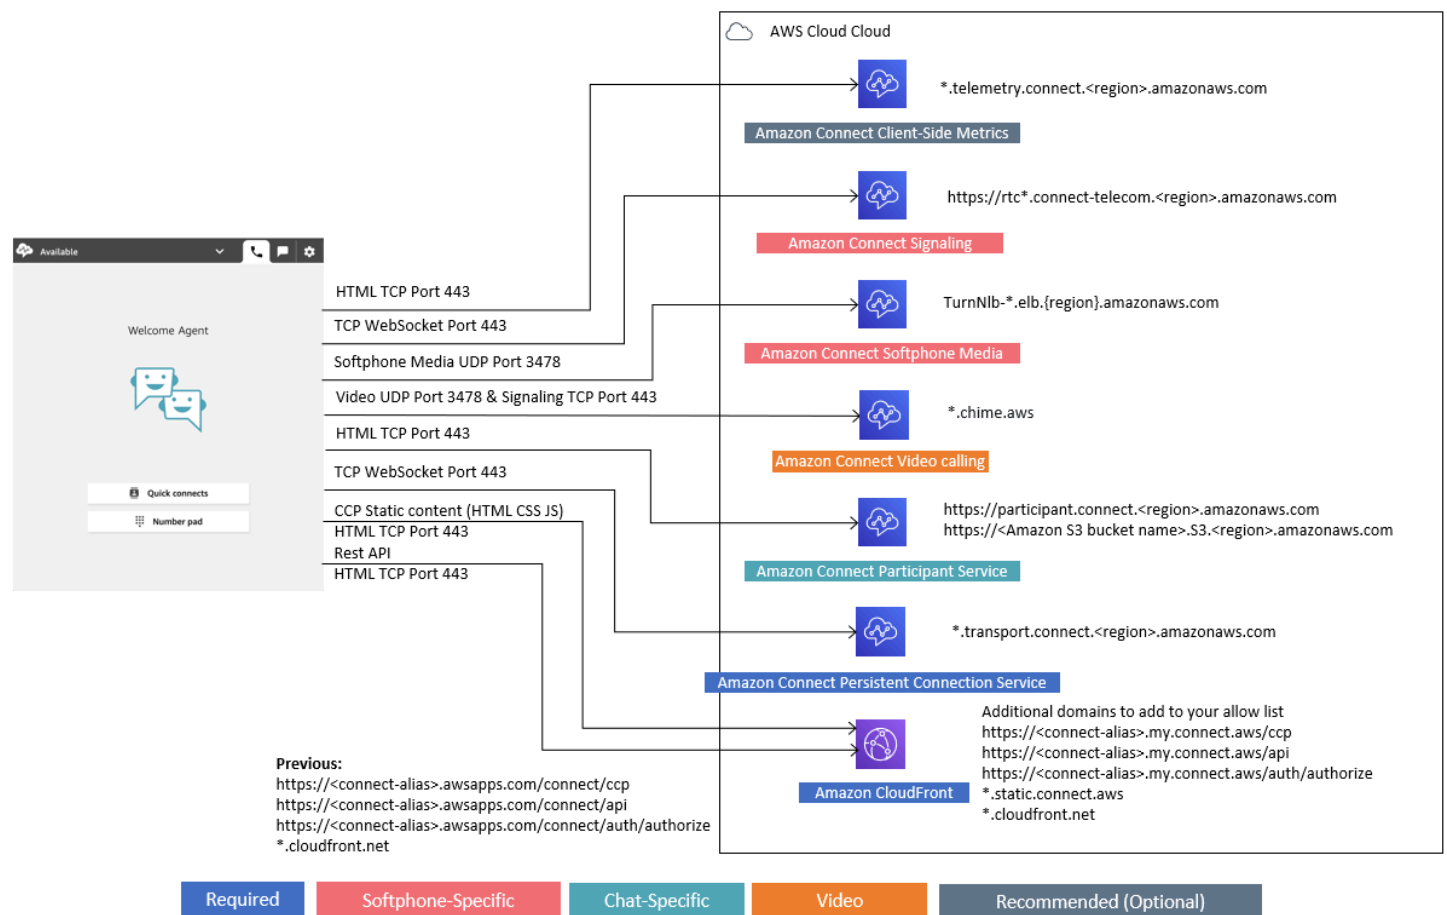 AWS Cloud Cloud
*.telemetry.connect.<region>.amazonaws.com
Amazon Connect Client-Side Metrics
https://rtc*.connect-telecom.<region>.amazonaws.com
Amazon Connect Signaling
TurnNlb-*.elb.{region}.amazonaws.com
Amazon Connect Softphone Media
*.chime.aws
Amazon Connect Video calling
https://participant.connect.<region>.amazonaws.com
https://<Amazon S3 bucket name>.S3.<region>.amazonaws.com
Amazon Connect Participant Service
*.transport.connect.<region>.amazonaws.com
Amazon Connect Persistent Connection Service
Additional domains to add to your allow list
https://<connect-alias>.my.connect.aws/ccp
https://<connect-alias>.my.connect.aws/api
https://<connect-alias>.my.connect.aws/auth/authorize
*.static.connect.aws
*.cloudfront.net
Amazon CloudFront
Available
Welcome Agent
Quick connects
Number pad
HTML TCP Port 443
TCP WebSocket Port 443
Softphone Media UDP Port 3478
Video UDP Port 3478 & Signaling TCP Port 443
HTML TCP Port 443
TCP WebSocket Port 443
CCP Static content (HTML CSS JS)
HTML TCP Port 443
Rest API
HTML TCP Port 443
Previous:
https://<connect-alias>.awsapps.com/connect/ccp
https://<connect-alias>.awsapps.com/connect/api
https://<connect-alias>.awsapps.com/connect/auth/authorize
*.cloudfront.net
Required
Softphone-Specific
Chat-Specific
Video
Recommended (Optional)